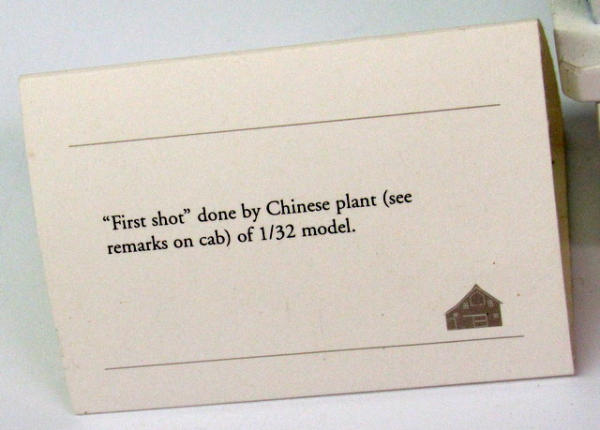 “First shot” done by Chinese plant (see
remarks on cab) of 1/32 model.